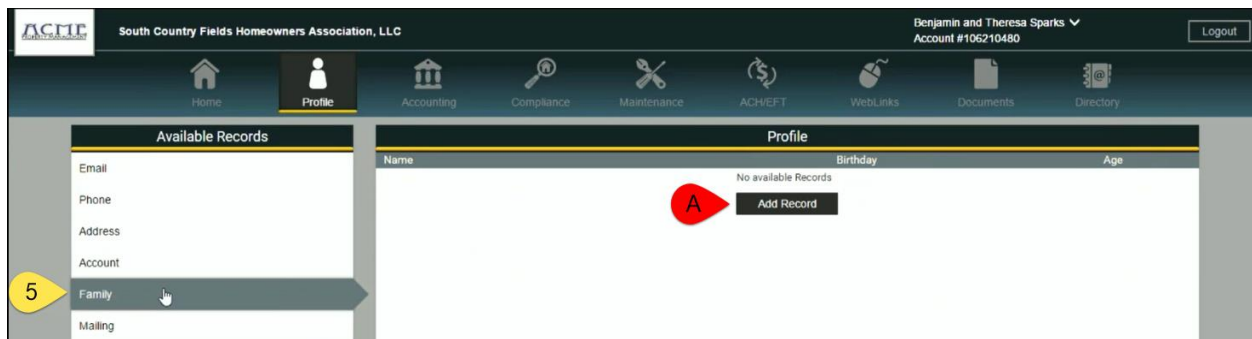 ACME
PROPERTY MANAGEMENT
South Country Fields Homeowners Association, LLC
Benjamin and Theresa Sparks
Account #106210480
Logout
Home
Profile
Accounting
Compliance
Maintenance
ACH/EFT
WebLinks
Documents
Directory
Available Records
Email
Phone
Address
Account
5
Family
Mailing
Profile
Name Birthday Age
No available Records
A
Add Record